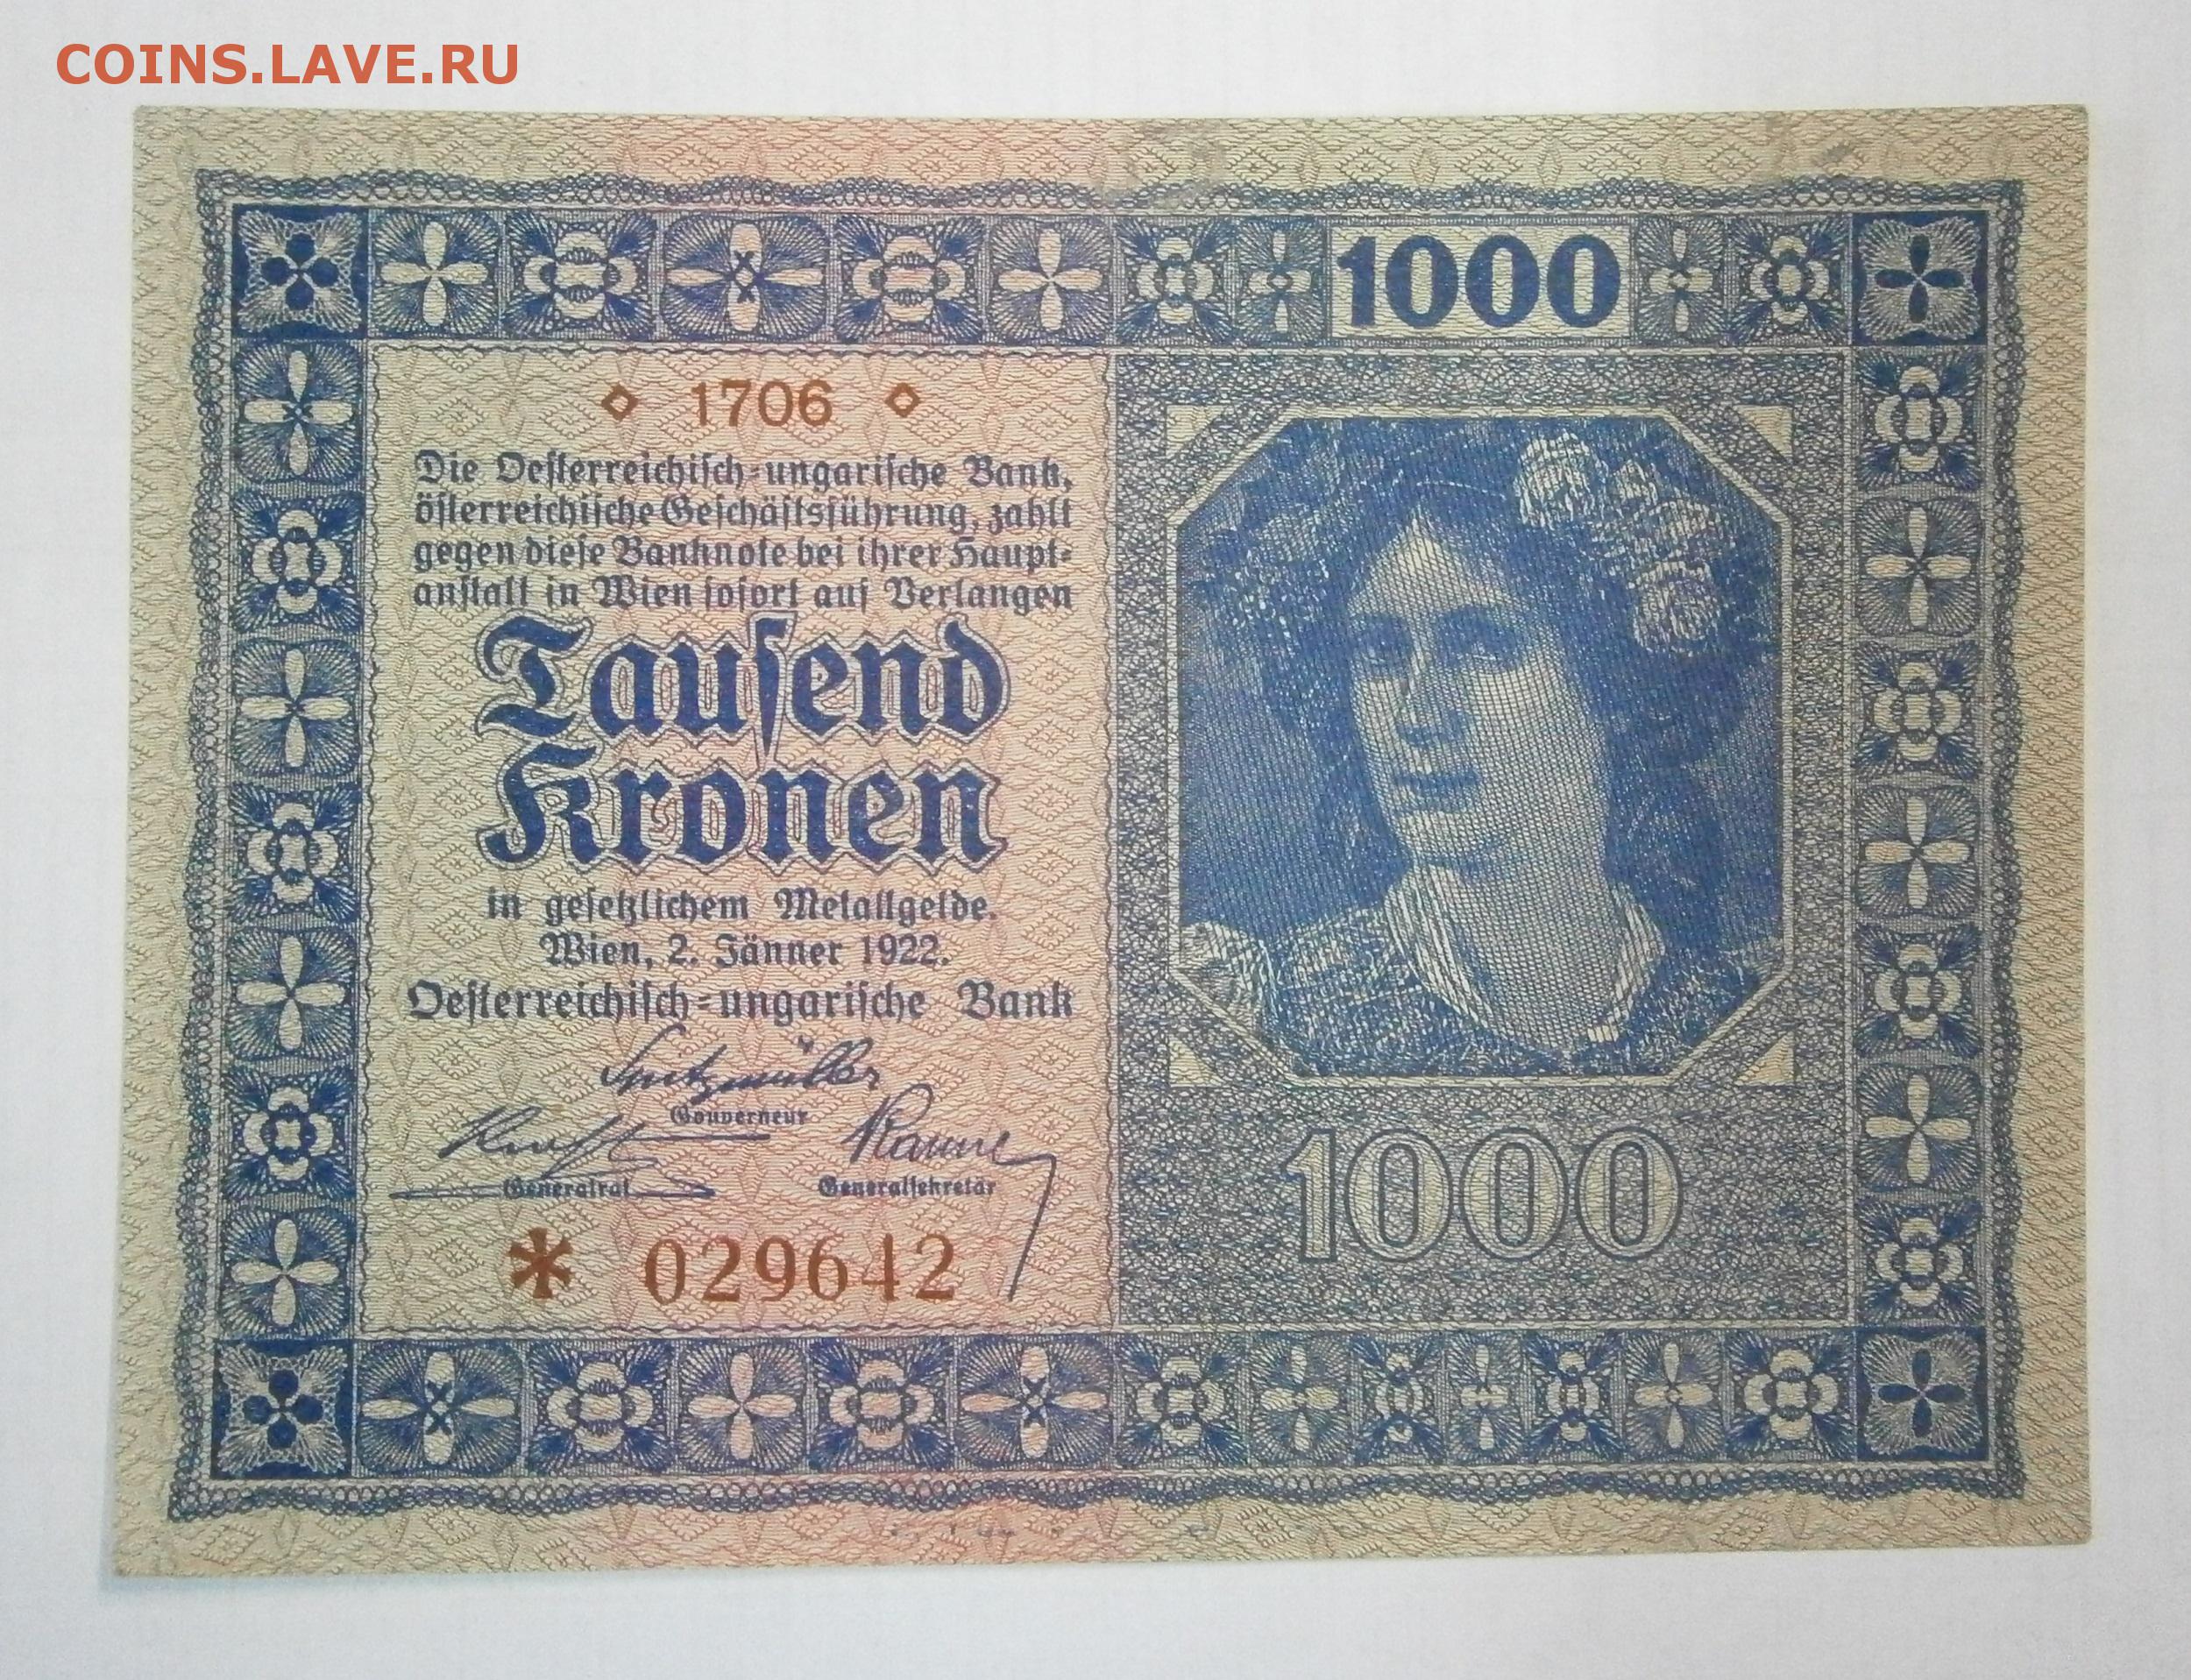 COINS.LAVE.RU
1000
◇ 1706 ◇
Die Oesterreichisch-ungarische Bank,
österreichische Geschäftsführung, zahlt
gegen diese Banknote bei ihrer Haupt-
anstalt in Wien sofort auf Verlangen
Tausend
Kronen
in gesetzlichem Metallgelde.
Wien, 2. Jänner 1922.
Oesterreichisch-ungarische Bank
Spitzmüller
Gouverneur
Generalrat
Generalsekretär
* 029642
1000